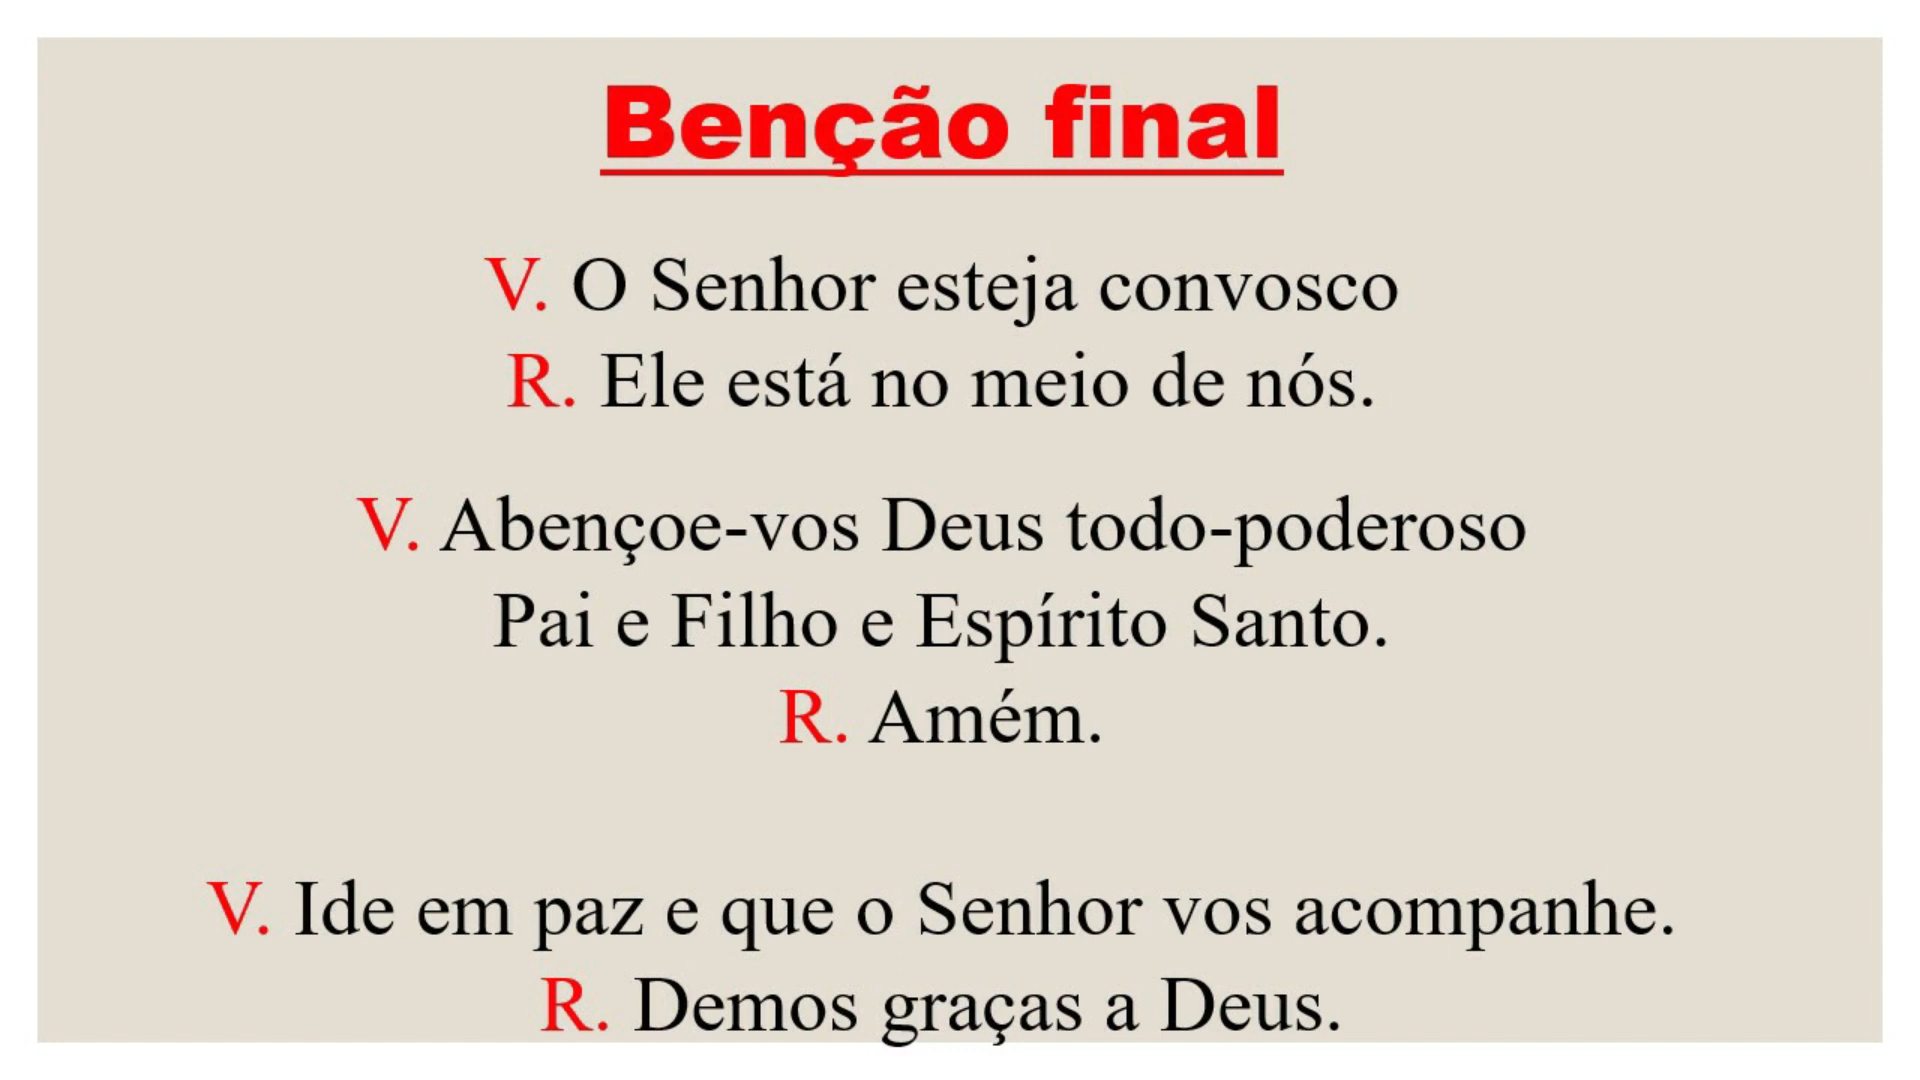 Benção final
V. O Senhor esteja convosco
R. Ele está no meio de nós.
V. Abençoe-vos Deus todo-poderoso
Pai e Filho e Espírito Santo.
R. Amém.
V. Ide em paz e que o Senhor vos acompanhe.
R. Demos graças a Deus.